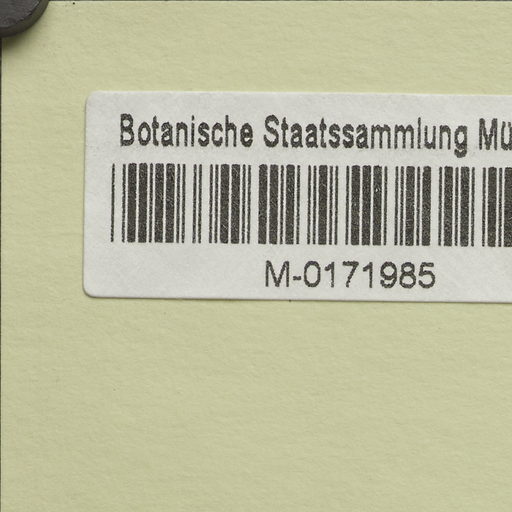 Botanische Staatssammlung Mü
M-0171985